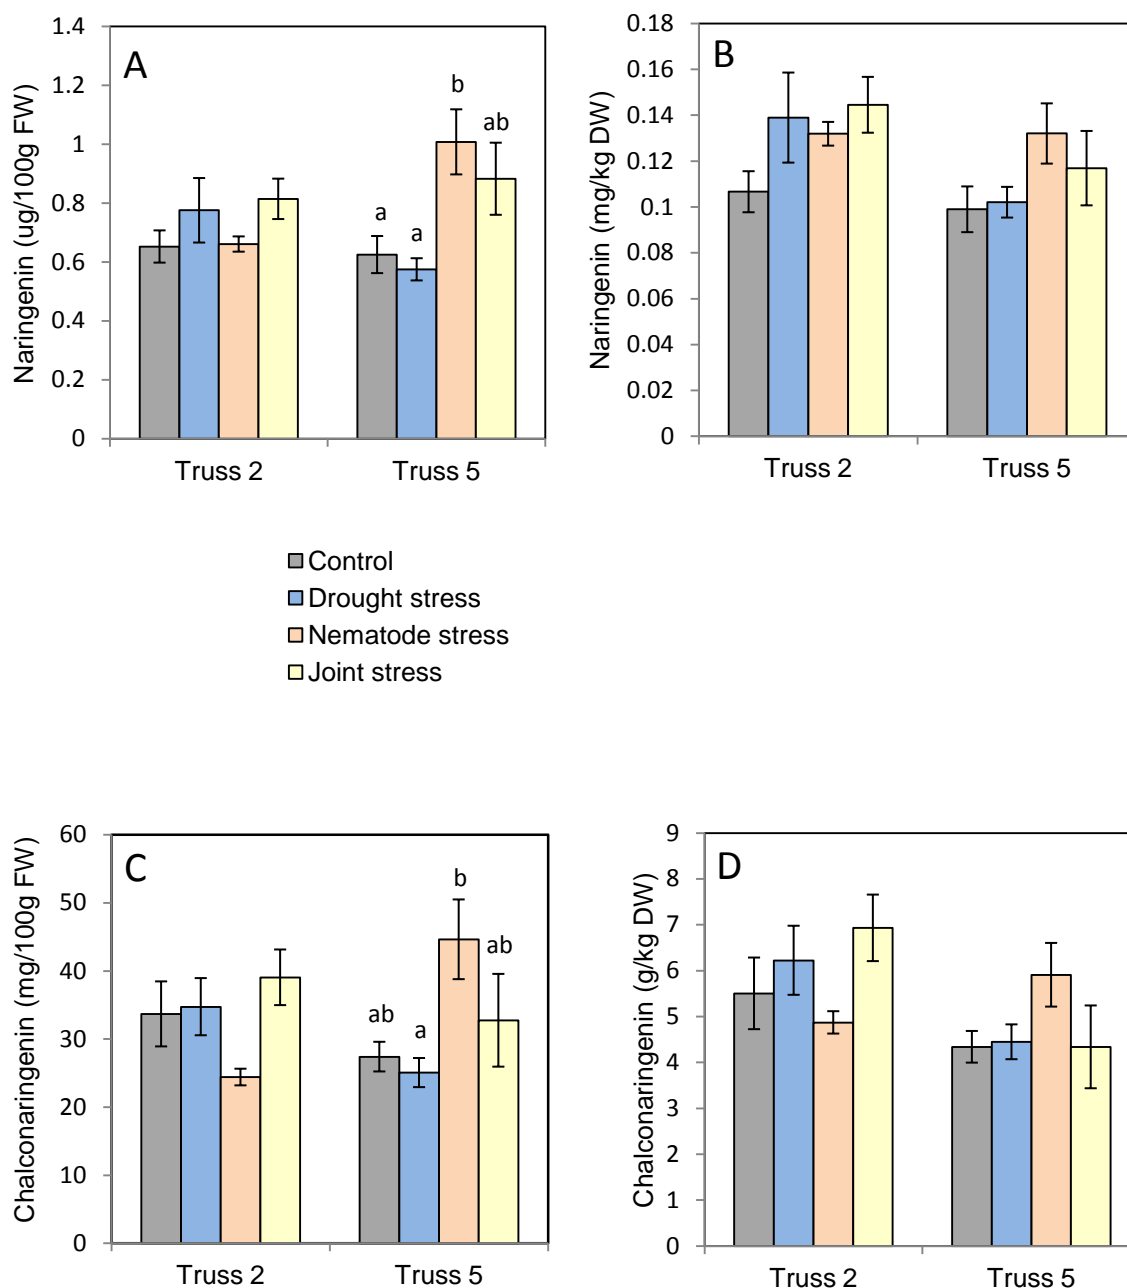 A
Naringenin (ug/100g FW)
1.4
1.2
1
0.8
0.6
0.4
0.2
0
a
a
b
ab
Truss 2
Truss 5
B
Naringenin (mg/kg DW)
0.18
0.16
0.14
0.12
0.1
0.08
0.06
0.04
0.02
0
Truss 2
Truss 5
Control
Drought stress
Nematode stress
Joint stress
C
Chalconaringenin (mg/100g FW)
60
50
40
30
20
10
0
ab
a
b
ab
Truss 2
Truss 5
D
Chalconaringenin (g/kg DW)
9
8
7
6
5
4
3
2
1
0
Truss 2
Truss 5